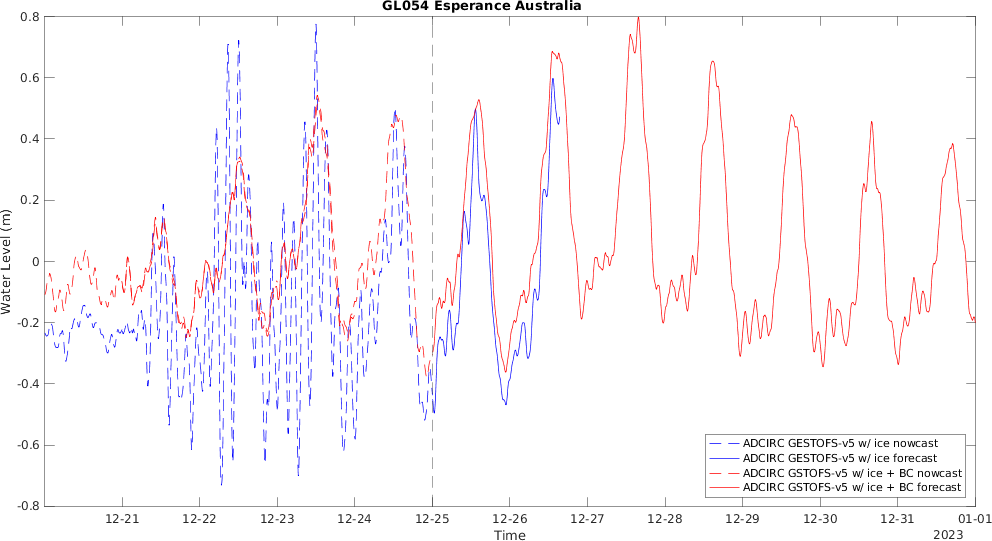 GL054 Esperance Australia
0.8
0.6
0.4
0.2
0
-0.2
-0.4
-0.6
-0.8
Water Level (m)
12-21 12-22 12-23 12-24 12-25 12-26 12-27 12-28 12-29 12-30 12-31 01-01
Time
2023
ADCIRC GESTOFS-v5 w/ ice nowcast
ADCIRC GESTOFS-v5 w/ ice forecast
ADCIRC GSTOFS-v5 w/ ice + BC nowcast
ADCIRC GSTOFS-v5 w/ ice + BC forecast